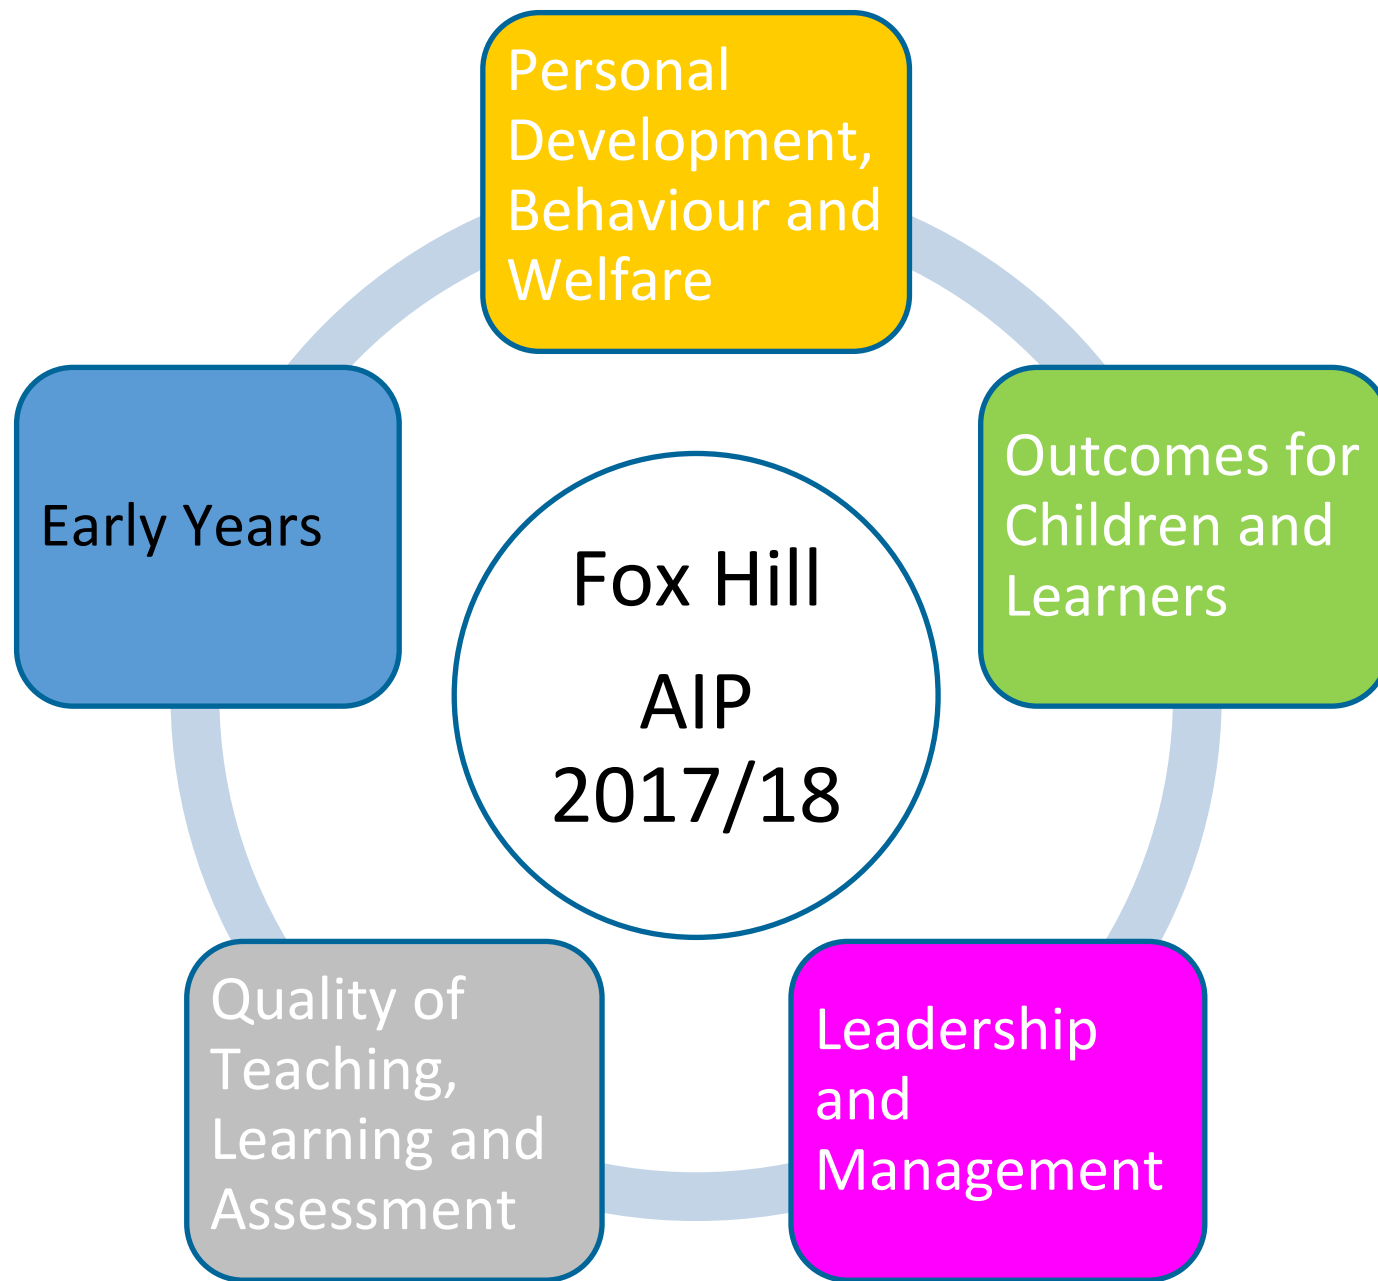 Personal
Development,
Behaviour and
Welfare
Outcomes for
Children and
Learners
Leadership
and
Management
Quality of
Teaching,
Learning and
Assessment
Early Years
Fox Hill
AIP
2017/18